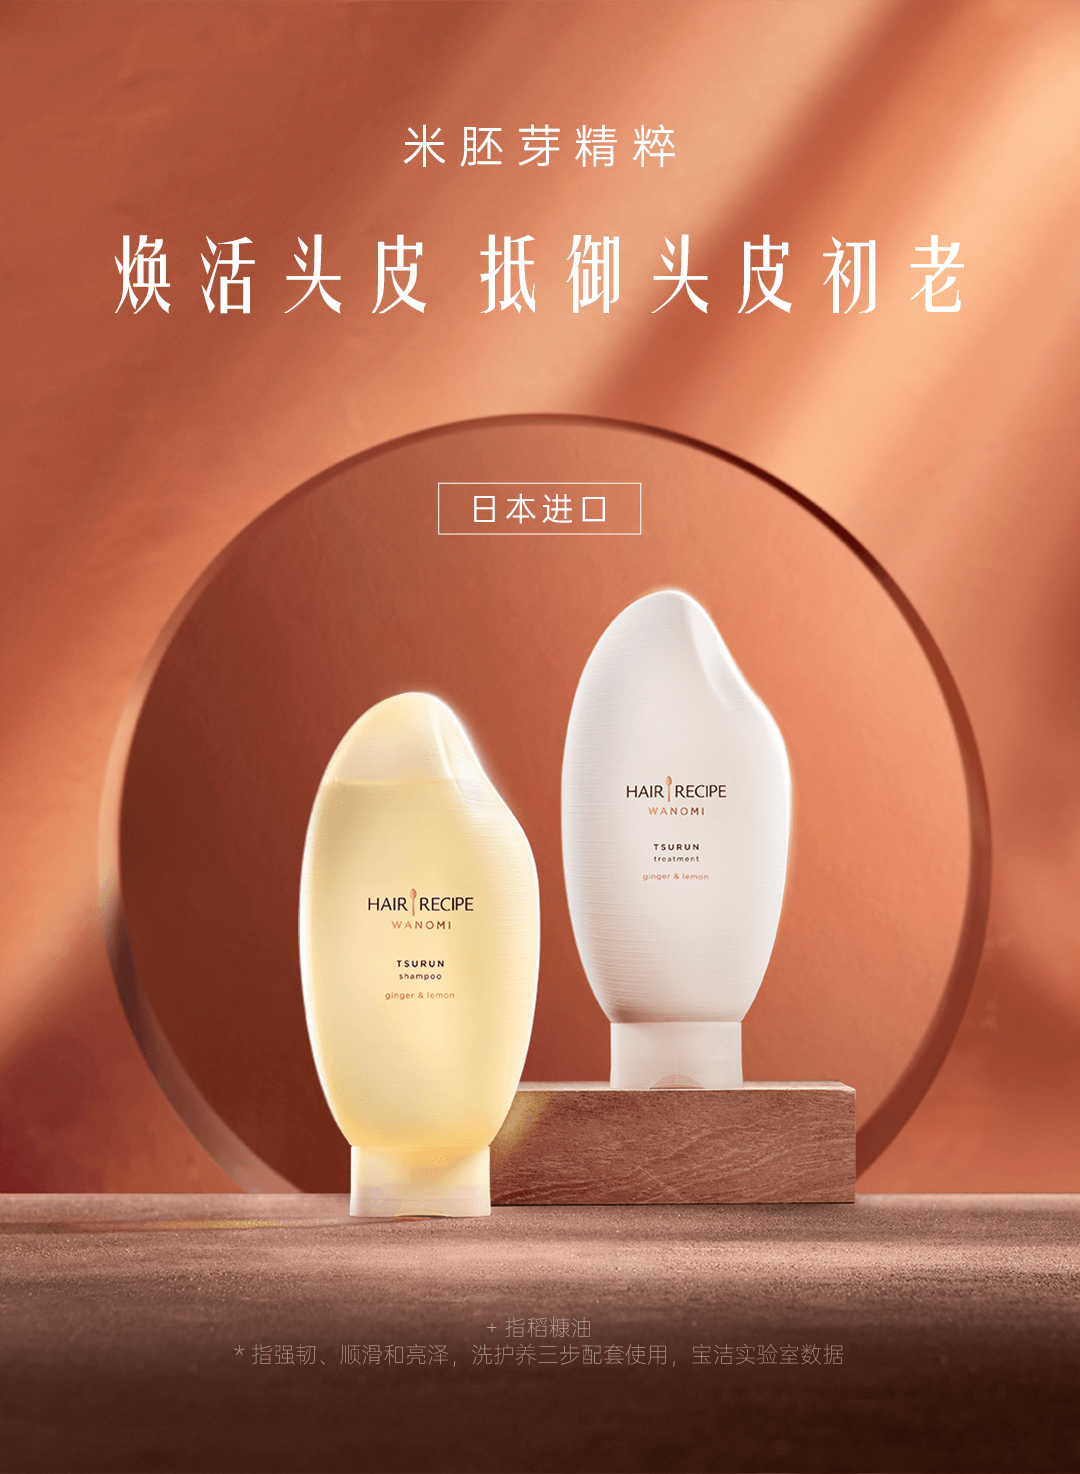 米胚芽精粹
焕活头皮 抵御头皮初老
日本进口
HAIR RECIPE
WANOMI
TSURUN
treatment
ginger & lemon
HAIR RECIPE
WANOMI
TSURUN
shampoo
ginger & lemon
+ 指稻糠油
* 指强韧、顺滑和亮泽，洗护养三步配套使用，宝洁实验室数据